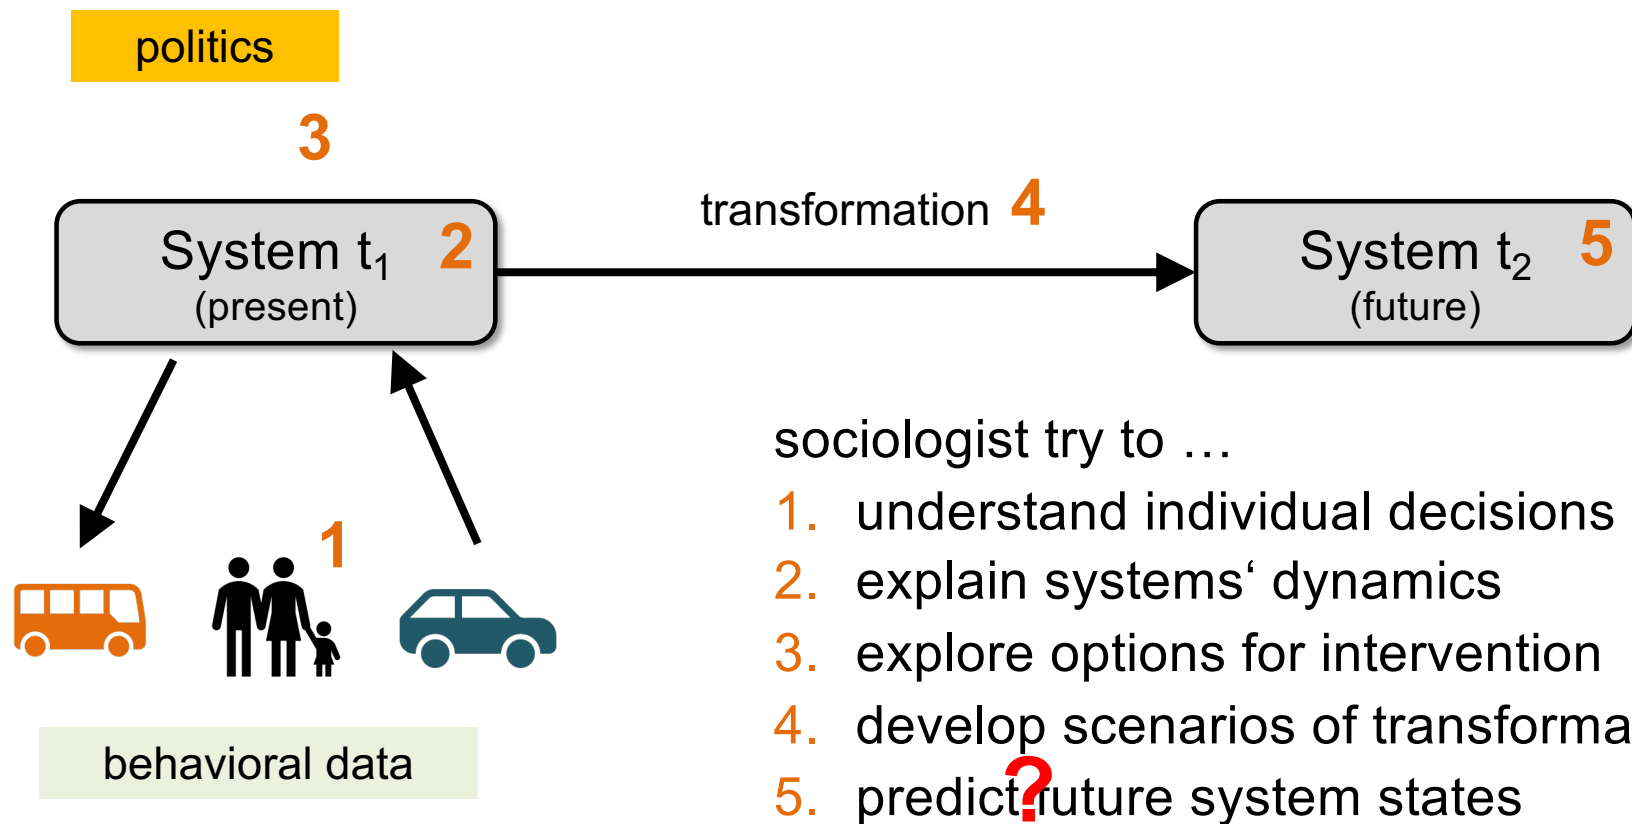 politics
3
transformation 4
System t₁ 2
(present)
System t₂ 5
(future)
sociologist try to …
1. understand individual decisions
1
2. explain systems‘ dynamics
3. explore options for intervention
4. develop scenarios of transforma
behavioral data
5. predict ? future system states